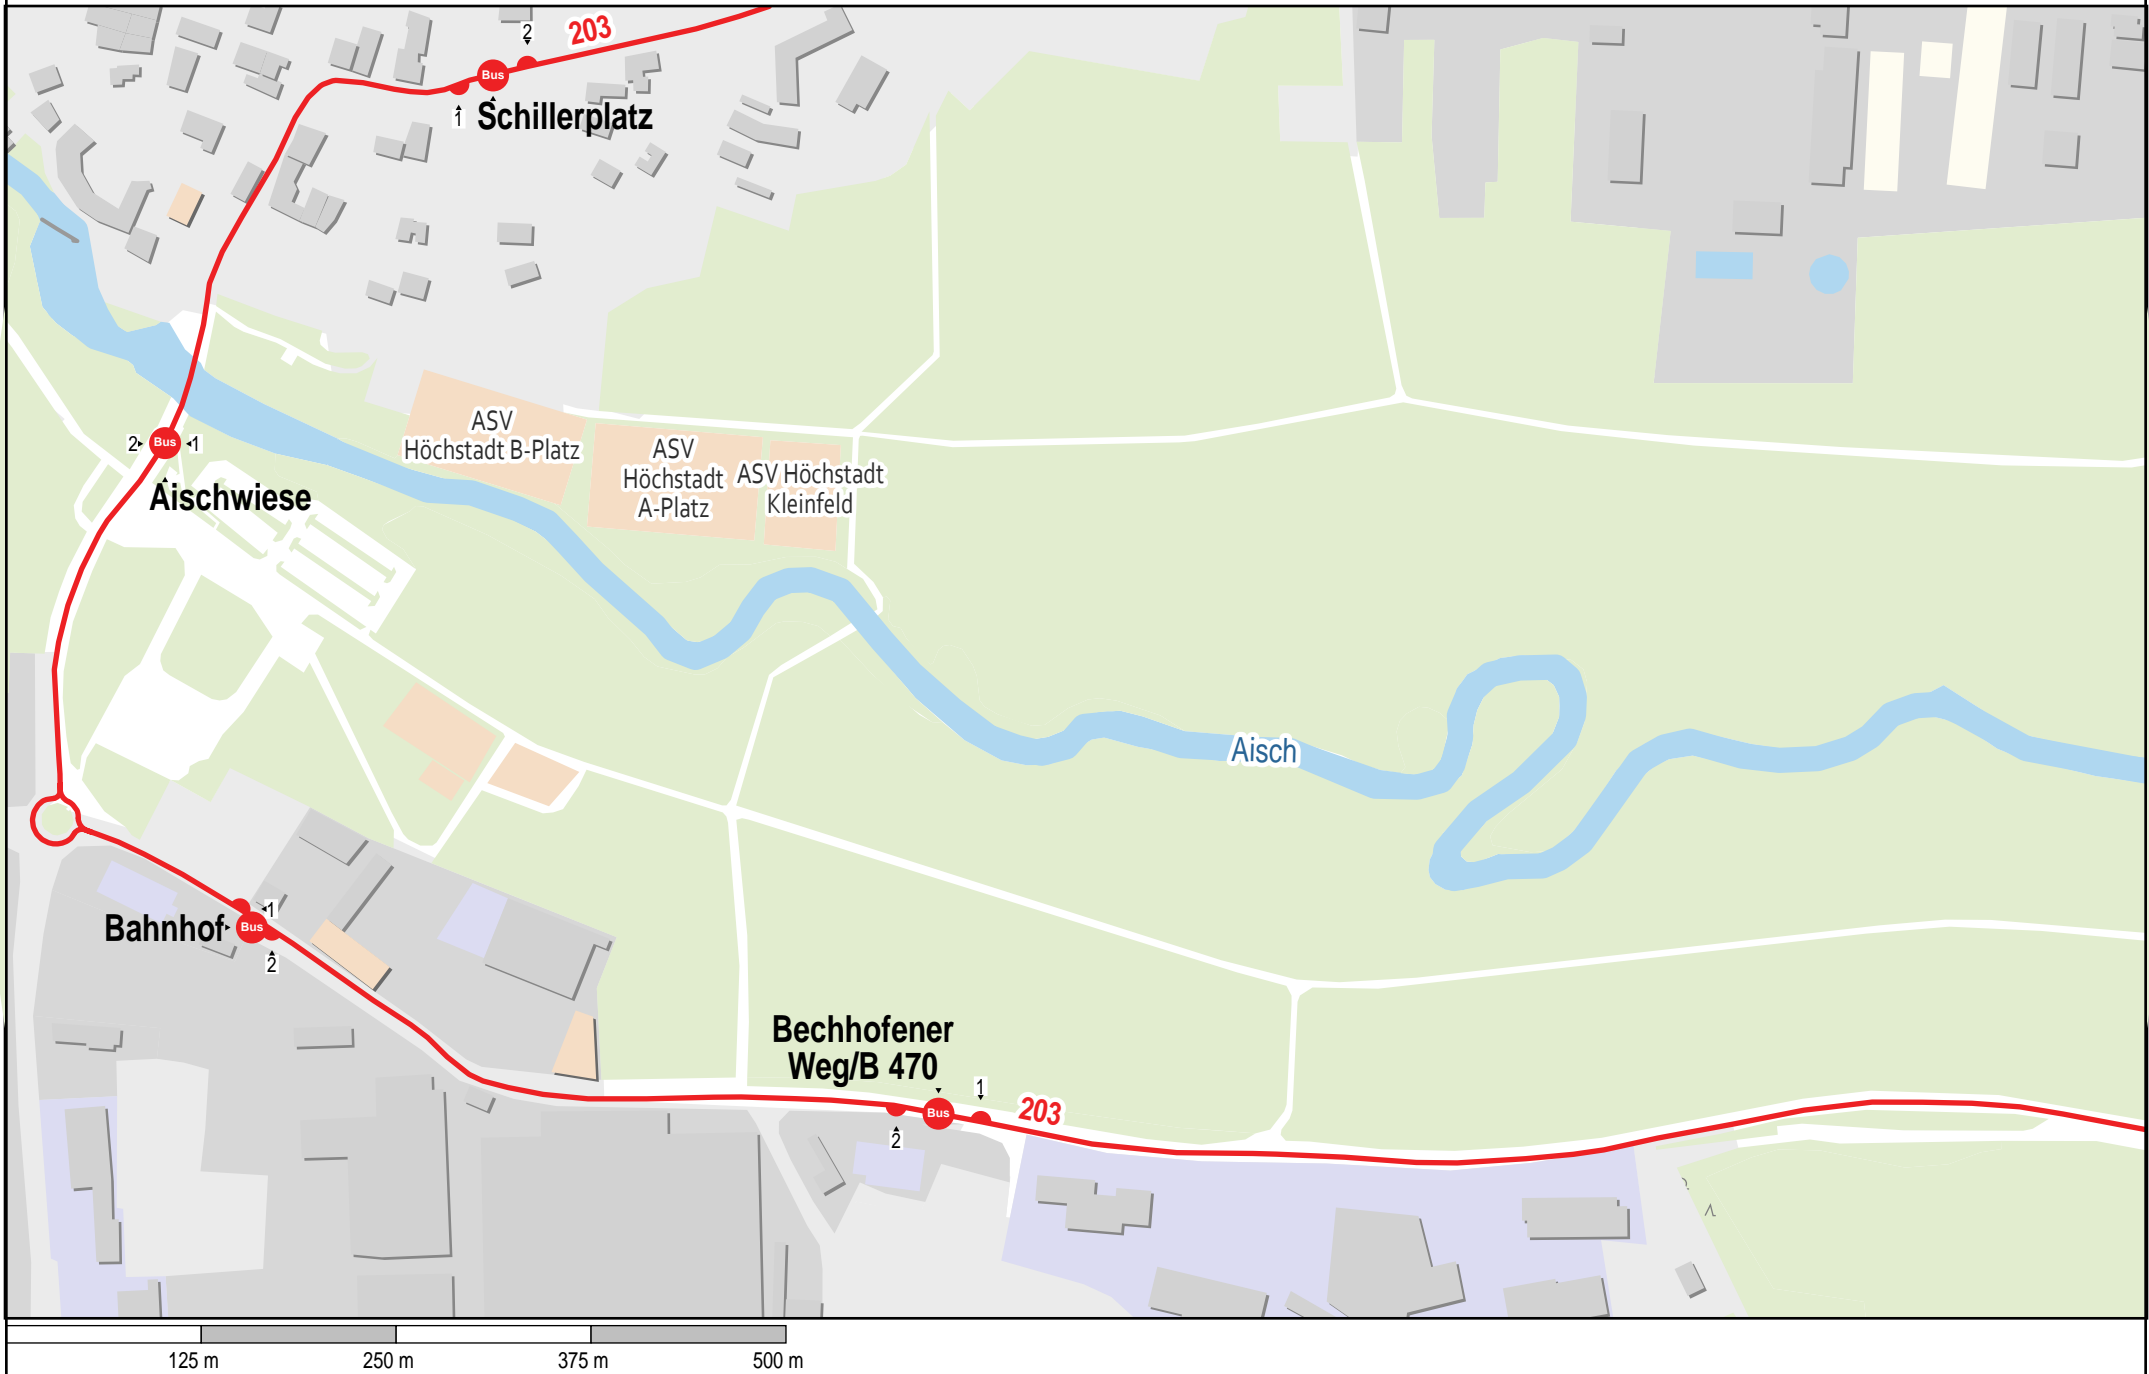 2
203
Bus
1
Schillerplatz
ASV
Höchstadt B-Platz
ASV
Höchstadt
A-Platz
ASV Höchstadt
Kleinfeld
2
Bus
1
Aischwiese
Aisch
1
Bahnhof
Bus
2
Bechhofener
Weg/B 470
1
Bus
203
2
125 m
250 m
375 m
500 m